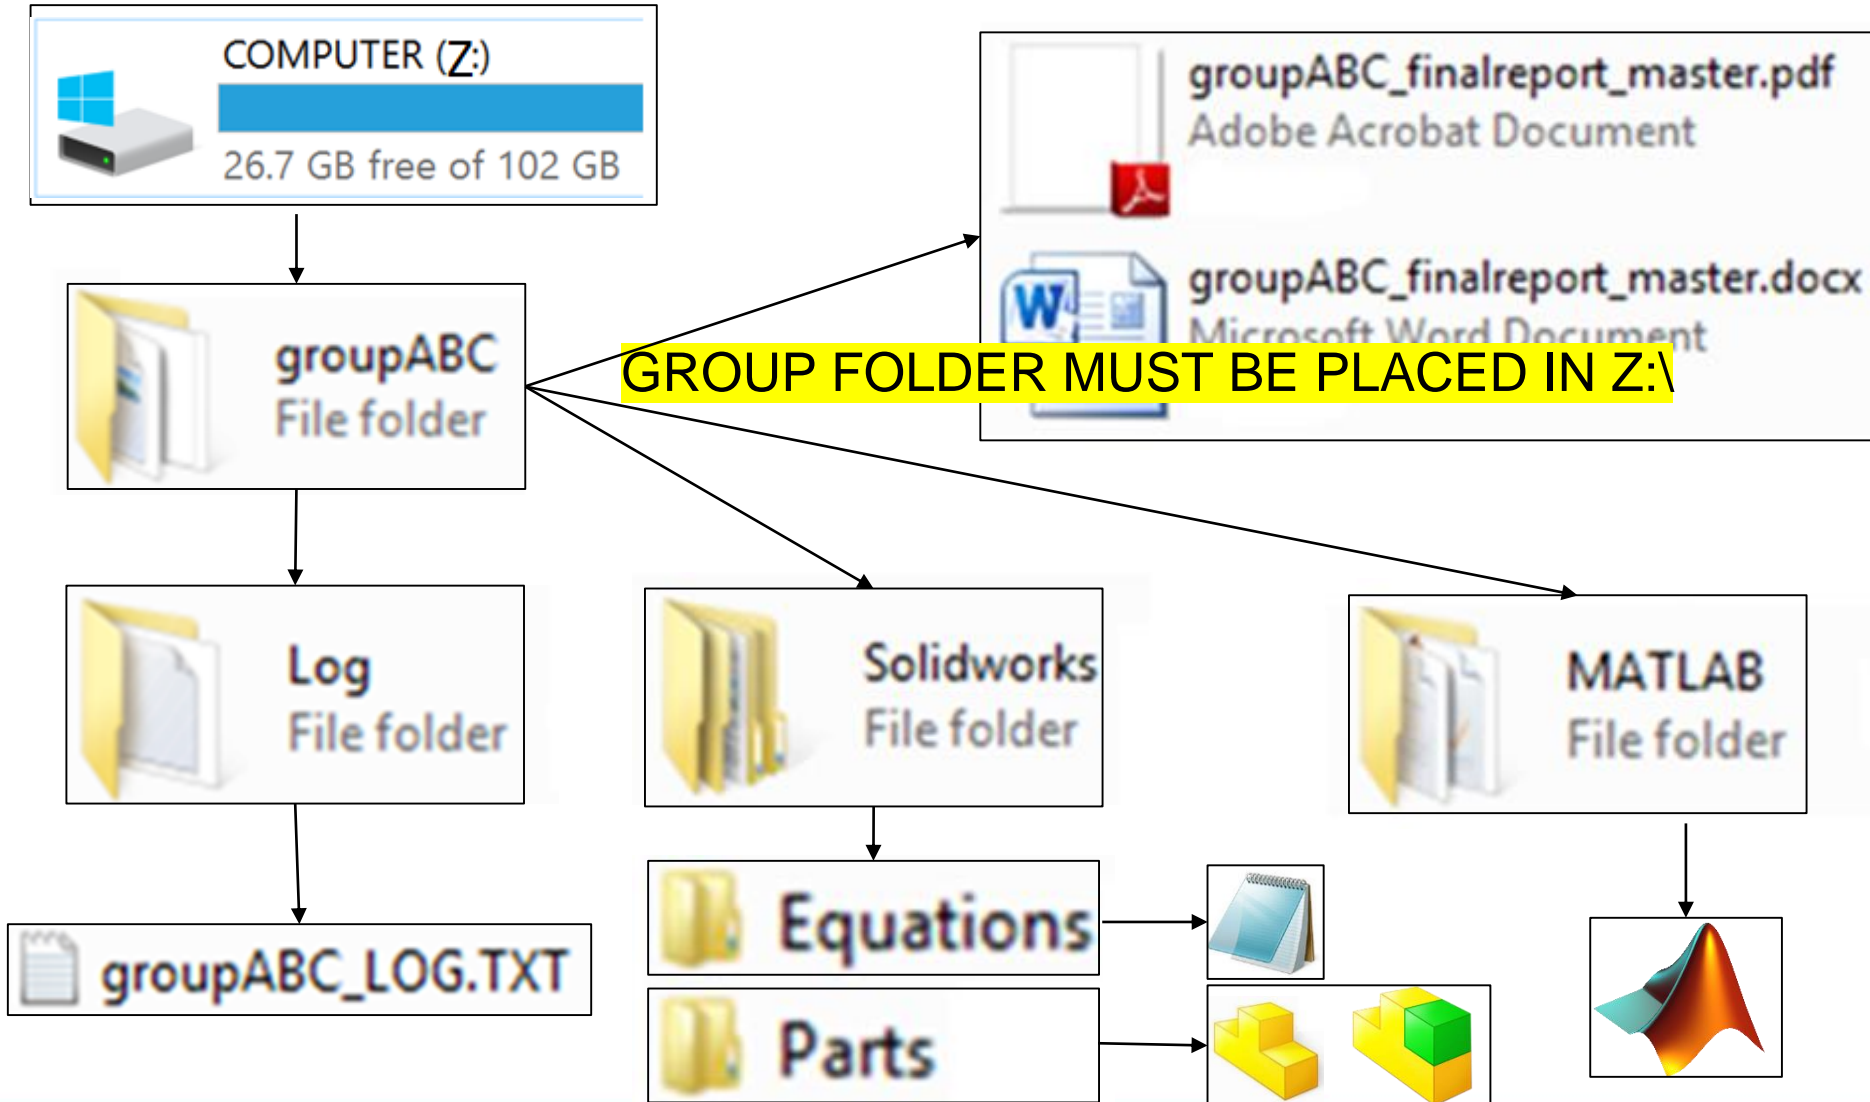 COMPUTER (Z:)
26.7 GB free of 102 GB
groupABC_finalreport_master.pdf
Adobe Acrobat Document
groupABC_finalreport_master.docx
Microsoft Word Document
GROUP FOLDER MUST BE PLACED IN Z:\
groupABC
File folder
Log
File folder
Solidworks
File folder
MATLAB
File folder
groupABC_LOG.TXT
Equations
Parts